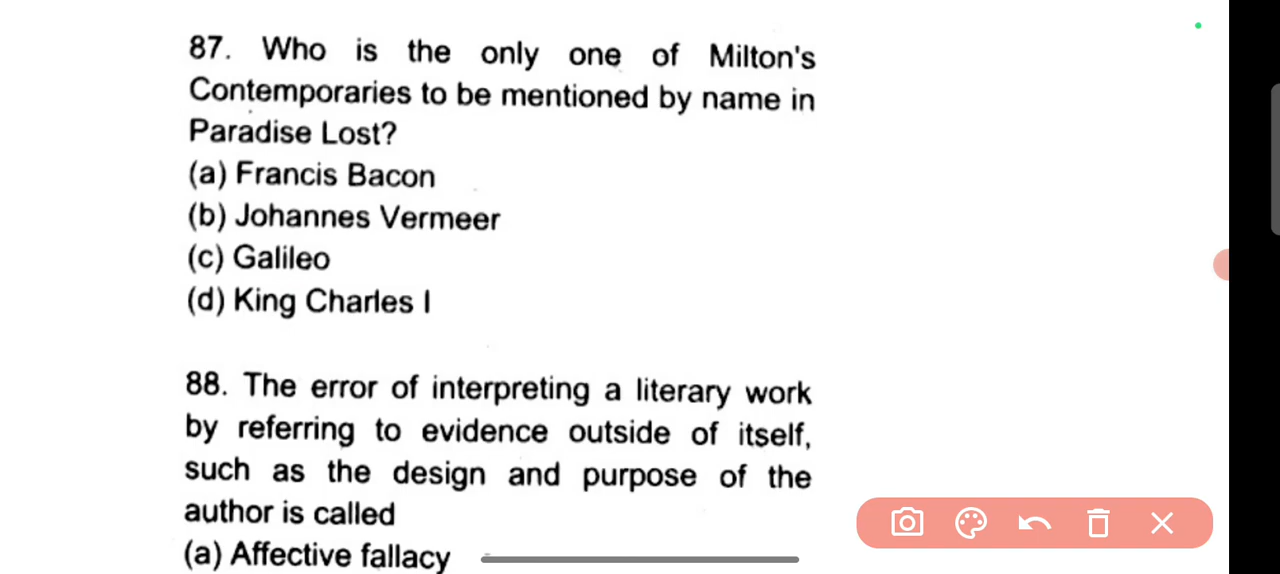 87. Who is the only one of Milton's
Contemporaries to be mentioned by name in
Paradise Lost?
(a) Francis Bacon
(b) Johannes Vermeer
(c) Galileo
(d) King Charles I
88. The error of interpreting a literary work
by referring to evidence outside of itself,
such as the design and purpose of the
author is called
(a) Affective fallacy